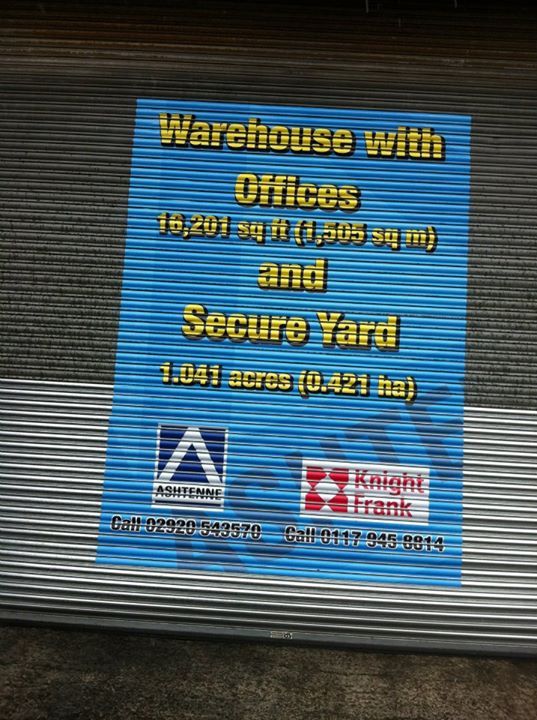 Warehouse with
Offices
16,201 sq ft (1,505 sq m)
and
Secure Yard
1.041 acres (0.421 ha)
ASHTENNE
Knight
Frank
Call 02920 543570
Call 0117 945 8814